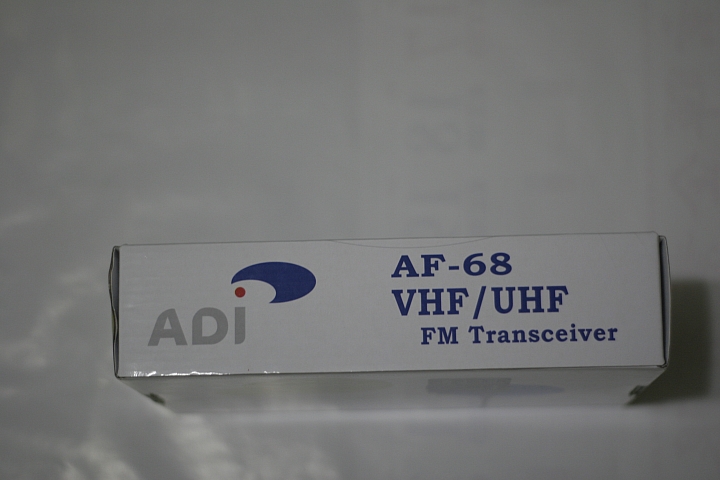 ADi
AF-68
VHF/UHF
FM Transceiver